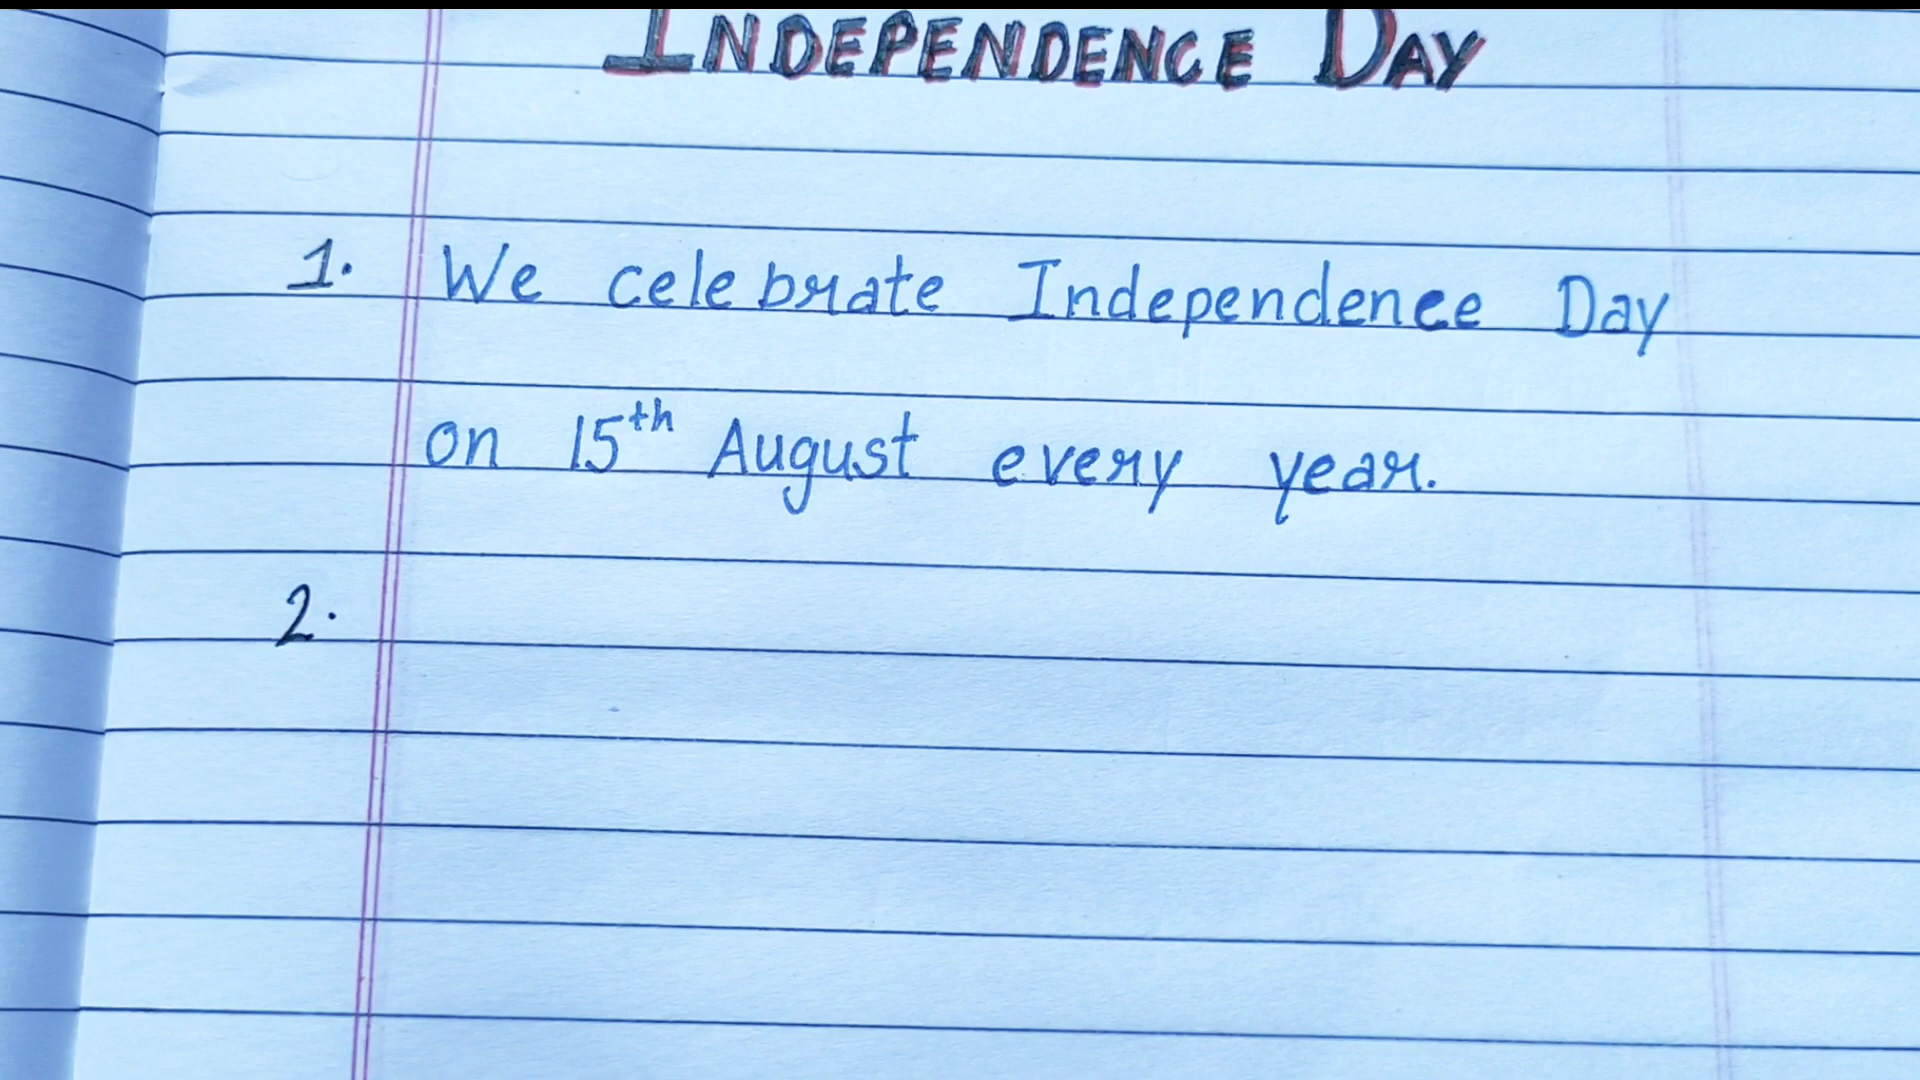 INDEPENDENCE DAY
1. We celebrate Independence Day
on 15th August every year.
2.